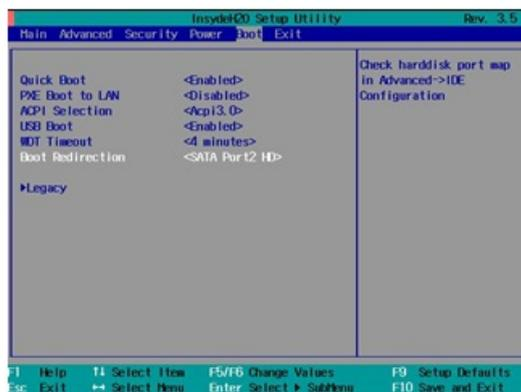 InsydeH20 Setup Utility Rev. 3.5
Main Advanced Security Power Boot Exit
Quick Boot <Enabled>
PXE Boot to LAN <Disabled>
ACPI Selection <Acpi3.0>
USB Boot <Enabled>
WDT Timeout <4 minutes>
Boot Redirection <SATA Port2 HD>
▶Legacy
Check harddisk port map
in Advanced->IDE
Configuration
F1 Help ↑↓ Select Item F5/F6 Change Values F9 Setup Defaults
Esc Exit ↔ Select Menu Enter Select ▶ SubMenu F10 Save and Exit